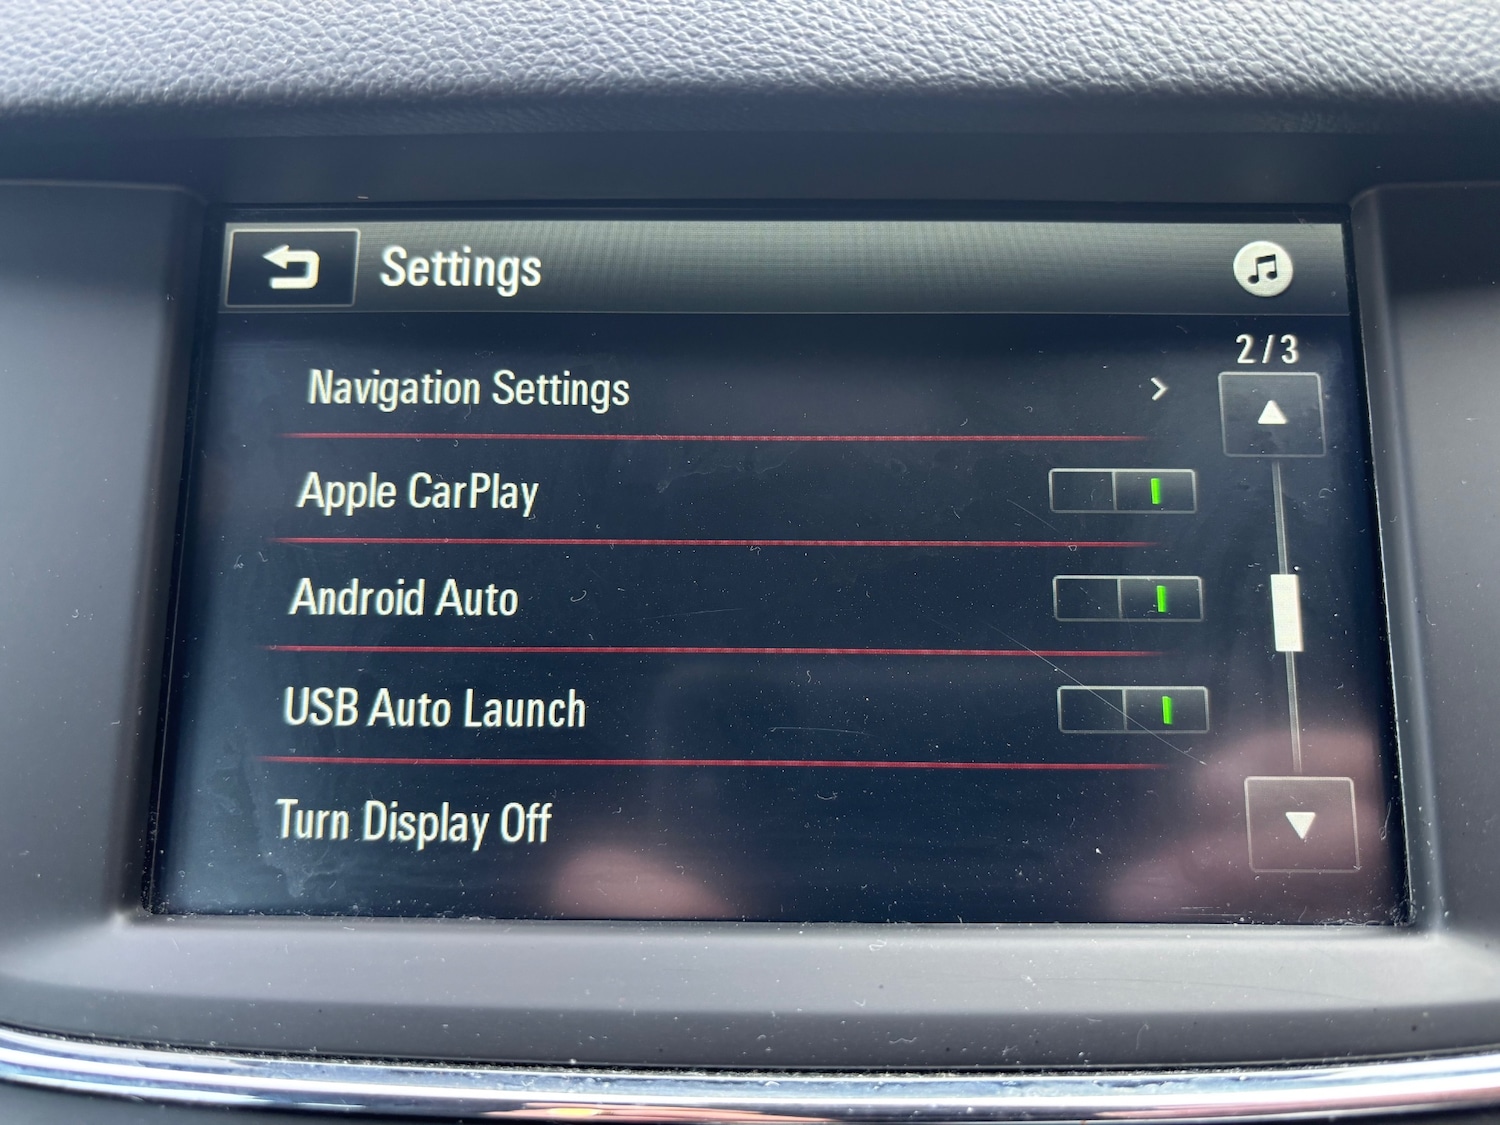 Settings
2/3
Navigation Settings
Apple CarPlay
Android Auto
USB Auto Launch
Turn Display Off